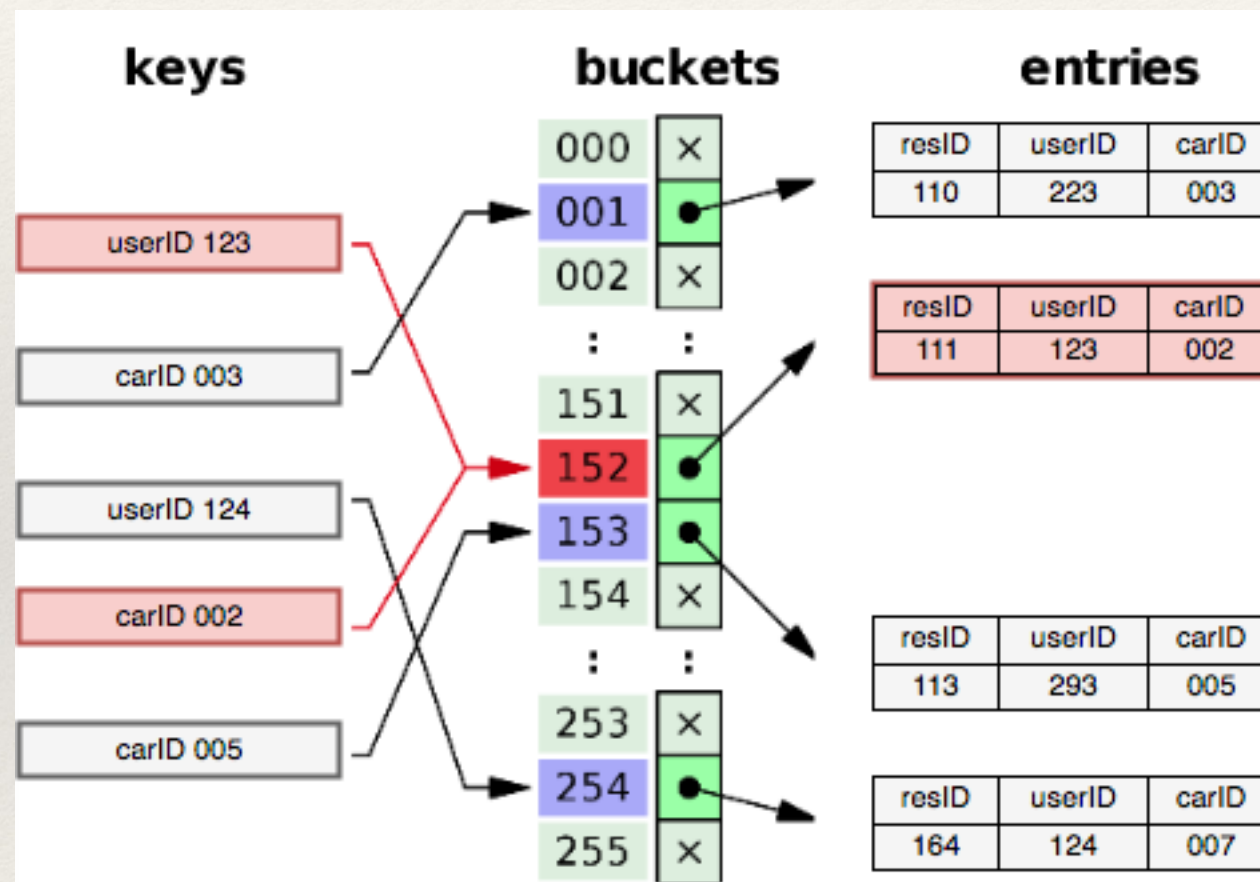 keys
buckets
entries
userID 123
carID 003
userID 124
carID 002
carID 005
000 ×
001
002 ×
: :
151 ×
152
153
154 ×
: :
253 ×
254
255 ×
resID userID carID
110 223 003
resID userID carID
111 123 002
resID userID carID
113 293 005
resID userID carID
164 124 007